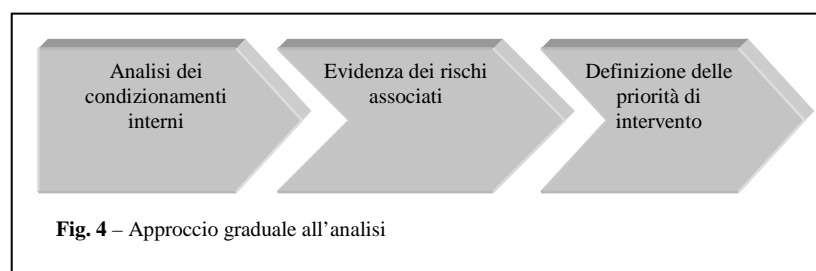 Analisi dei
condizionamenti
interni
Evidenza dei rischi
associati
Definizione delle
priorità di
intervento
Fig. 4 – Approccio graduale all’analisi